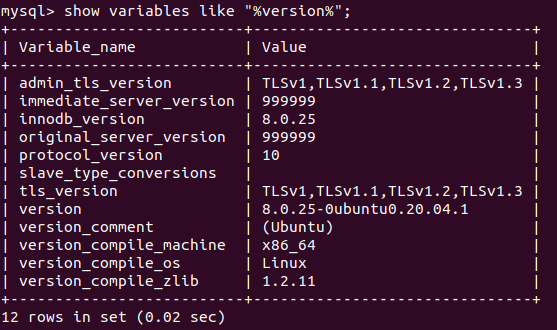 mysql> show variables like "%version%";
+--------------------------+-------------------------------+
| Variable_name            | Value                         |
+--------------------------+-------------------------------+
| admin_tls_version        | TLSv1,TLSv1.1,TLSv1.2,TLSv1.3 |
| immediate_server_version | 999999                        |
| innodb_version           | 8.0.25                        |
| original_server_version  | 999999                        |
| protocol_version         | 10                            |
| slave_type_conversions   |                               |
| tls_version              | TLSv1,TLSv1.1,TLSv1.2,TLSv1.3 |
| version                  | 8.0.25-0ubuntu0.20.04.1       |
| version_comment          | (Ubuntu)                      |
| version_compile_machine  | x86_64                        |
| version_compile_os       | Linux                         |
| version_compile_zlib     | 1.2.11                        |
+--------------------------+-------------------------------+
12 rows in set (0.02 sec)